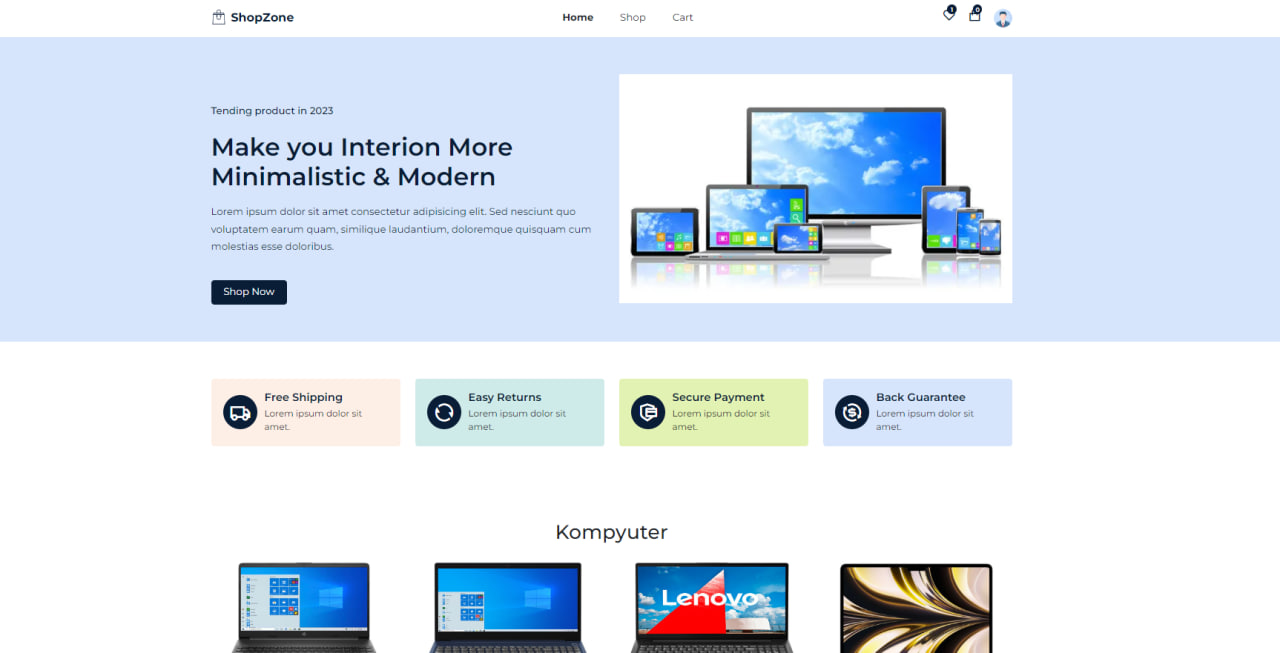 ShopZone
Home Shop Cart
1 0
Tending product in 2023
Make you Interion More
Minimalistic & Modern
Lorem ipsum dolor sit amet consectetur adipisicing elit. Sed nesciunt quo
voluptatem earum quam, similique laudantium, doloremque quisquam cum
molestias esse doloribus.
Shop Now
Free Shipping
Lorem ipsum dolor sit
amet.
Easy Returns
Lorem ipsum dolor sit
amet.
Secure Payment
Lorem ipsum dolor sit
amet.
Back Guarantee
Lorem ipsum dolor sit
amet.
Kompyuter
Lenovo